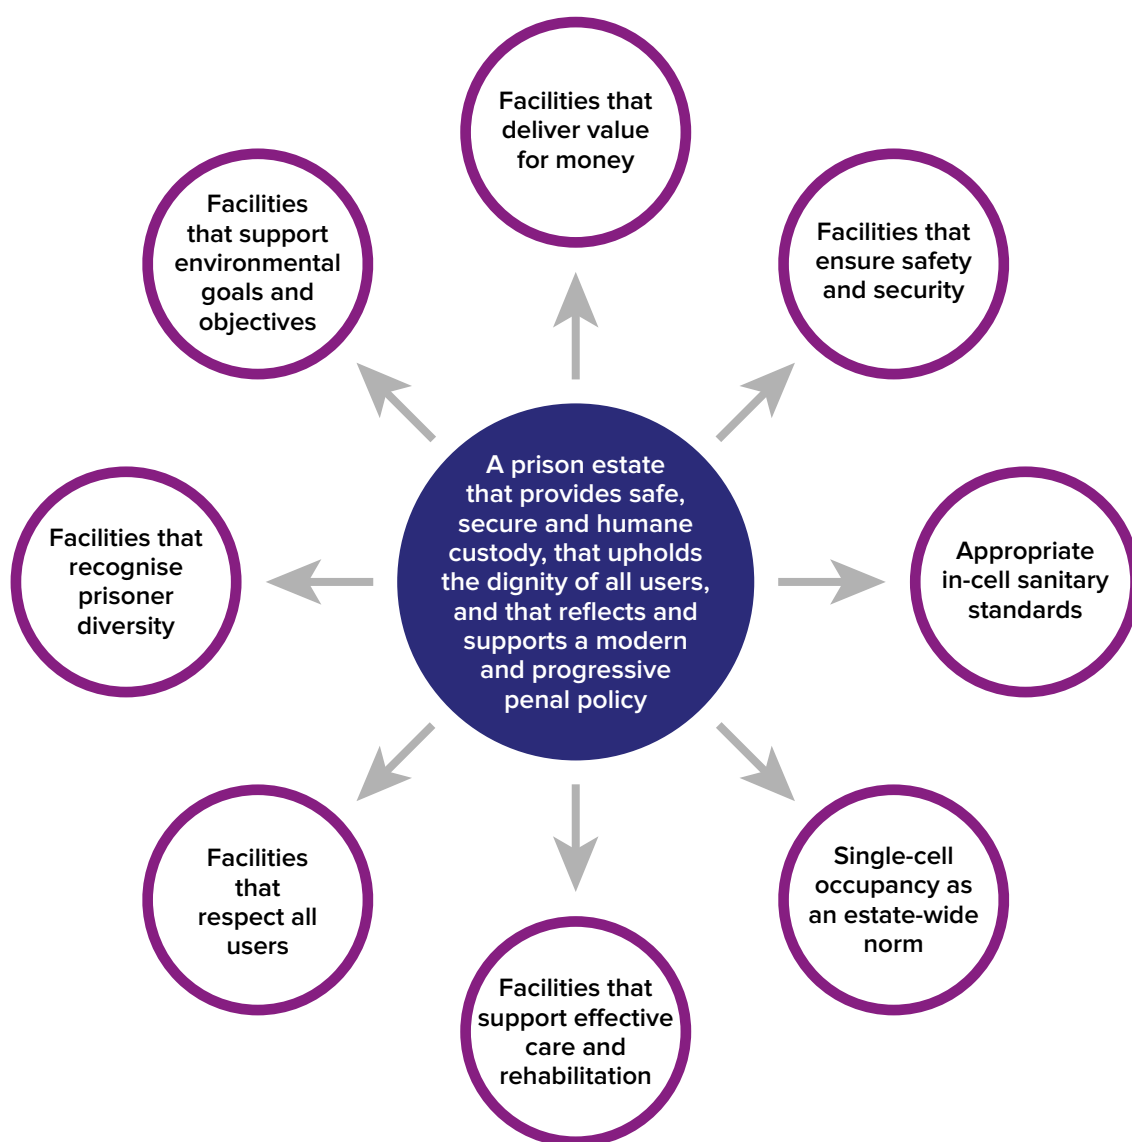 Facilities that
deliver value
for money
Facilities that
ensure safety
and security
Appropriate
in-cell sanitary
standards
Single-cell
occupancy as
an estate-wide
norm
Facilities that
support effective
care and
rehabilitation
Facilities
that
respect all
users
Facilities that
recognise
prisoner
diversity
Facilities
that support
environmental
goals and
objectives
A prison estate
that provides safe,
secure and humane
custody, that upholds
the dignity of all users,
and that reflects and
supports a modern
and progressive
penal policy